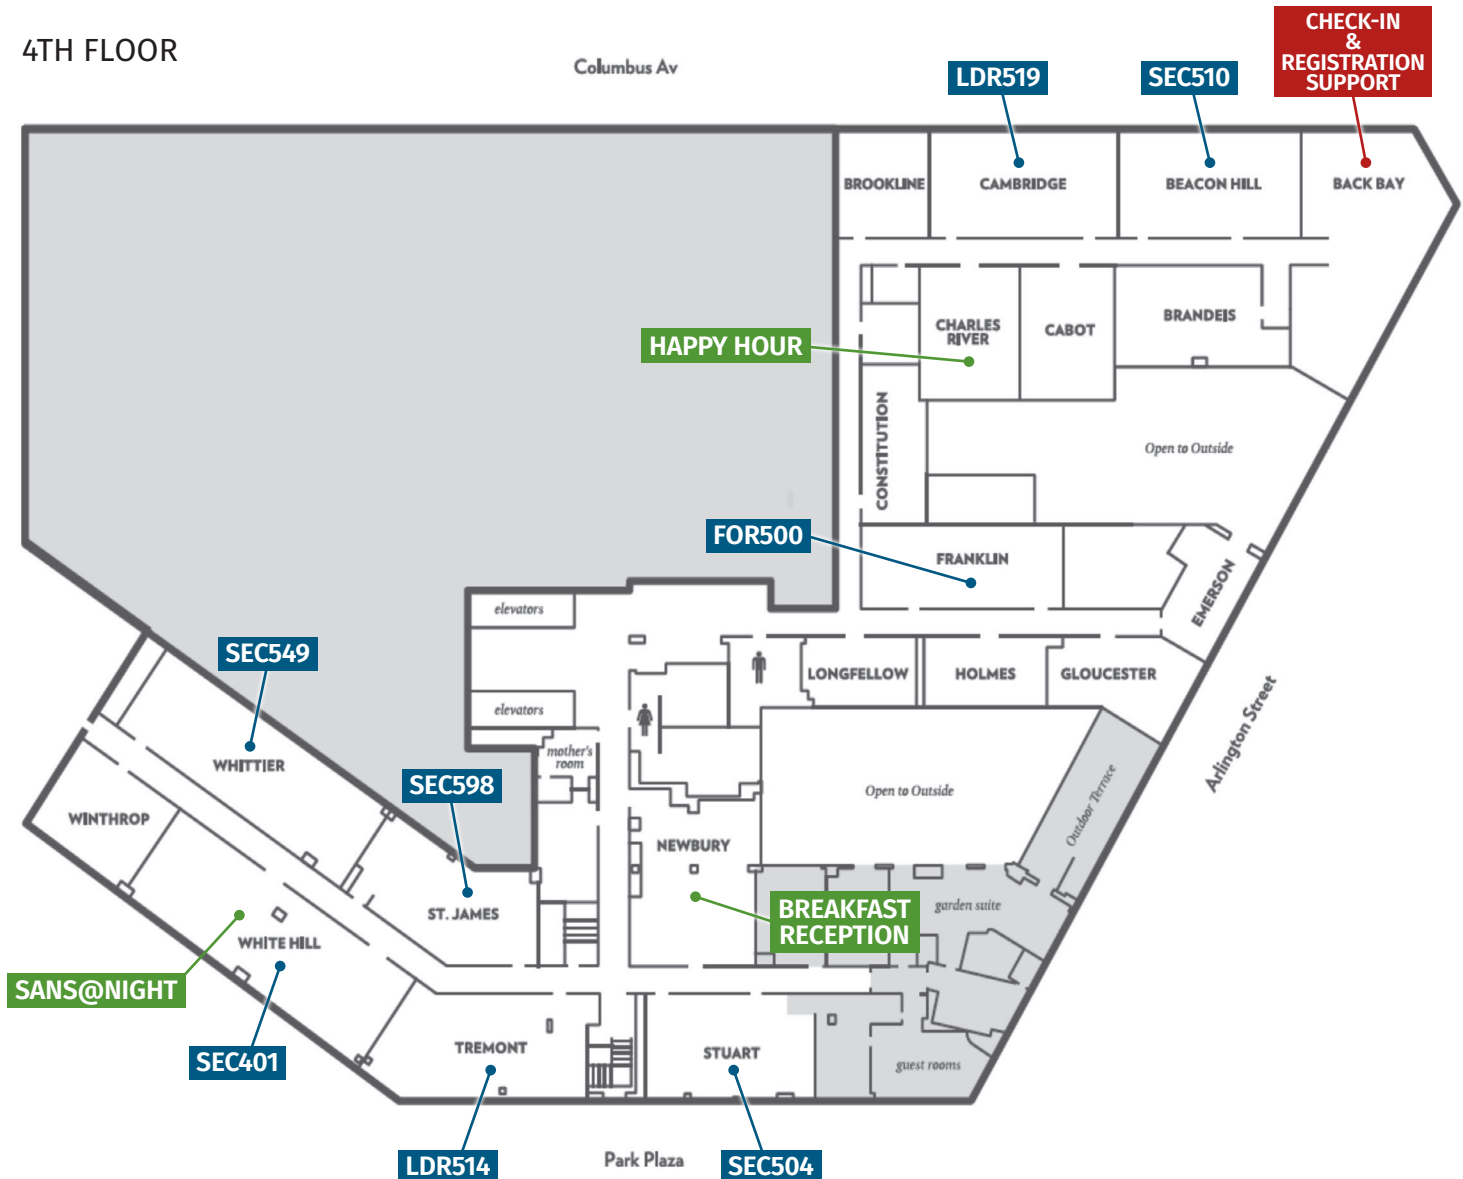 4TH FLOOR
Columbus Av
CHECK-IN
&
REGISTRATION
SUPPORT
LDR519
SEC510
BROOKLINE
CAMBRIDGE
BEACON HILL
BACK BAY
HAPPY HOUR
CHARLES
RIVER
CABOT
BRANDEIS
CONSTITUTION
Open to Outside
FOR500
FRANKLIN
EMERSON
elevators
SEC549
LONGFELLOW
HOLMES
GLOUCESTER
elevators
Arlington Street
mother's
room
WHITTIER
SEC598
Open to Outside
Outdoor Terrace
WINTHROP
NEWBURY
ST. JAMES
BREAKFAST
RECEPTION
garden suite
WHITE HILL
SANS@NIGHT
SEC401
TREMONT
STUART
guest rooms
LDR514
Park Plaza
SEC504